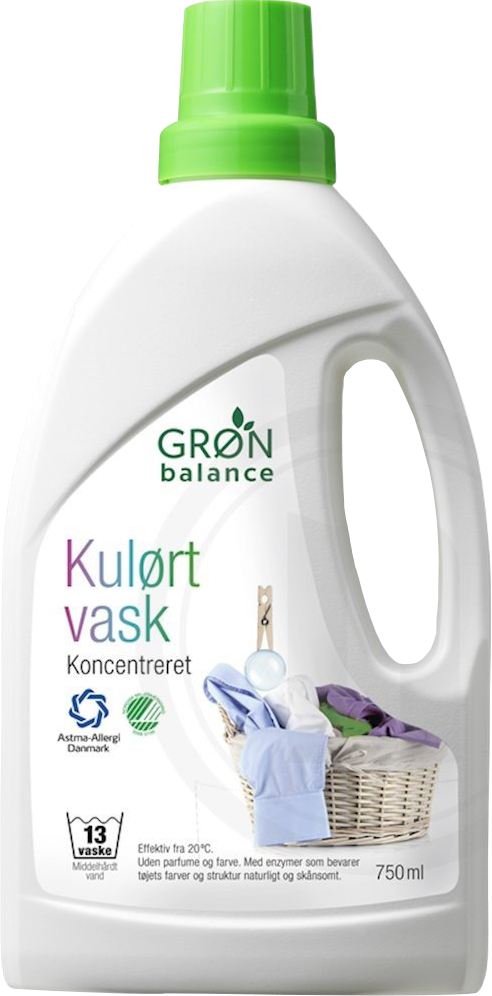 GRØN
balance
Kulørt
vask
Koncentreret
Astma-Allergi
Danmark
13
vaske
Middelhårdt
vand
Effektiv fra 20°C.
Uden parfume og farve. Med enzymer som bevarer
tøjets farver og struktur naturligt og skånsomt.
750 ml